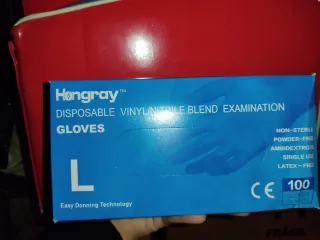 Hongray™
DISPOSABLE VINYL/NITRILE BLEND EXAMINATION
GLOVES
NON-STERILE
POWDER-FREE
AMBIDEXTROUS
SINGLE USE
LATEX-FREE
L
CE 100
Easy Donning Technology
FRÁGIL